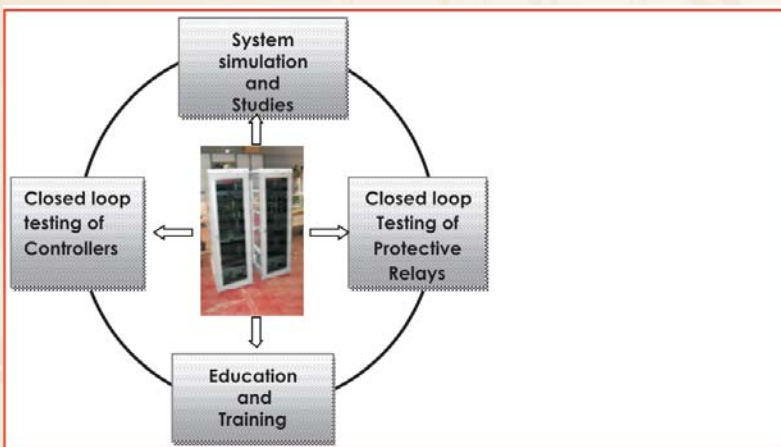 System
simulation
and
Studies
Closed loop
testing of
Controllers
Closed loop
Testing of
Protective
Relays
Education
and
Training